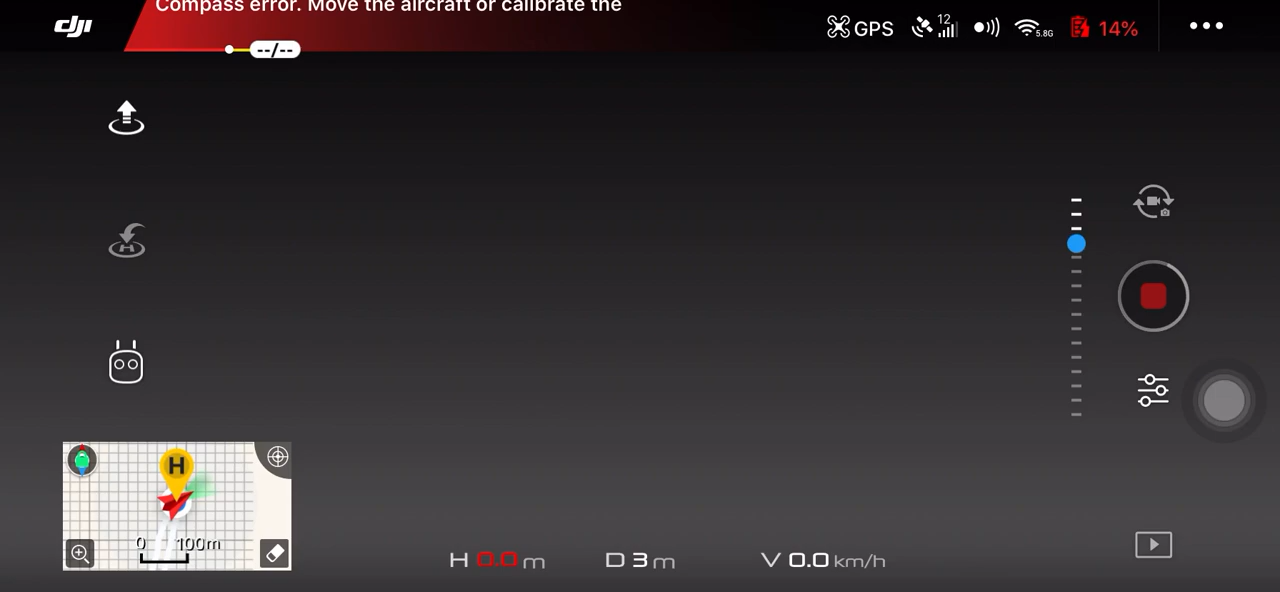 dji
Compass error. Move the aircraft or calibrate the
--/--
GPS
12
5.8G
14%
H
0 100m
H 0.0 m D 3 m V 0.0 km/h